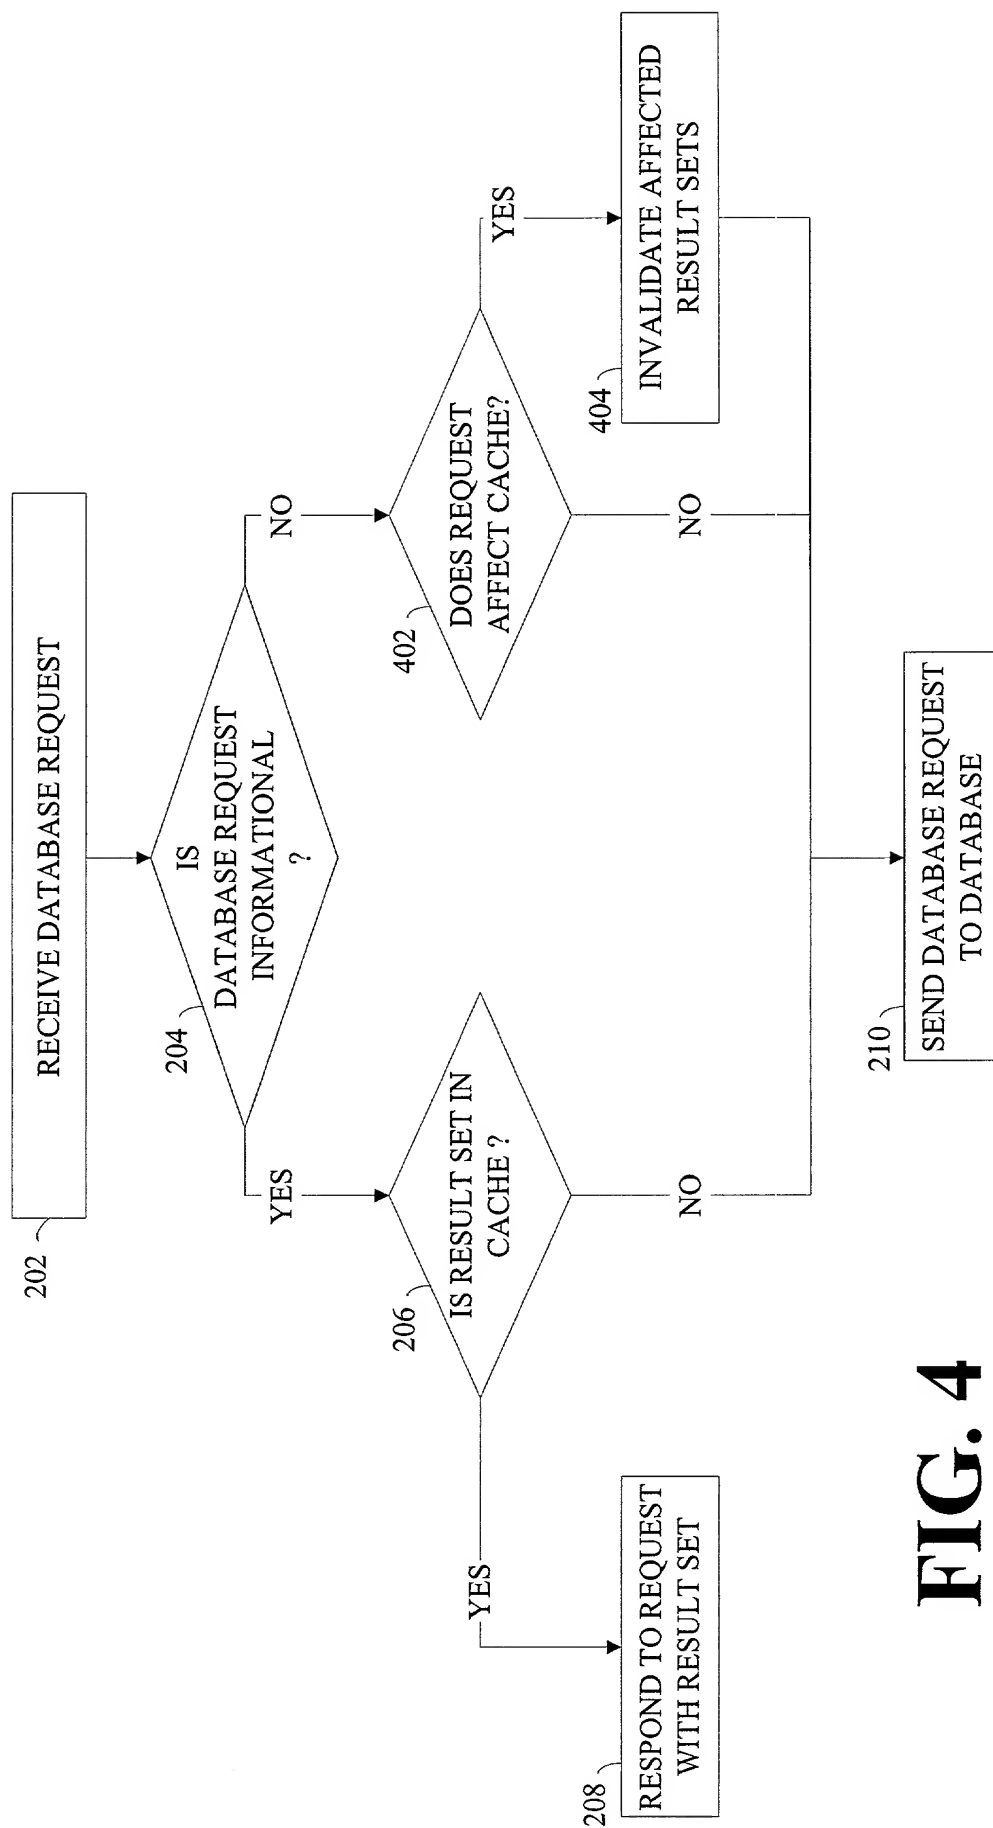 202
RECEIVE DATABASE REQUEST
204
IS
DATABASE REQUEST
INFORMATIONAL
?
YES
NO
206
IS RESULT SET IN
CACHE ?
402
DOES REQUEST
AFFECT CACHE?
YES
YES
208
RESPOND TO REQUEST
WITH RESULT SET
NO
NO
404
INVALIDATE AFFECTED
RESULT SETS
210
SEND DATABASE REQUEST
TO DATABASE
FIG. 4